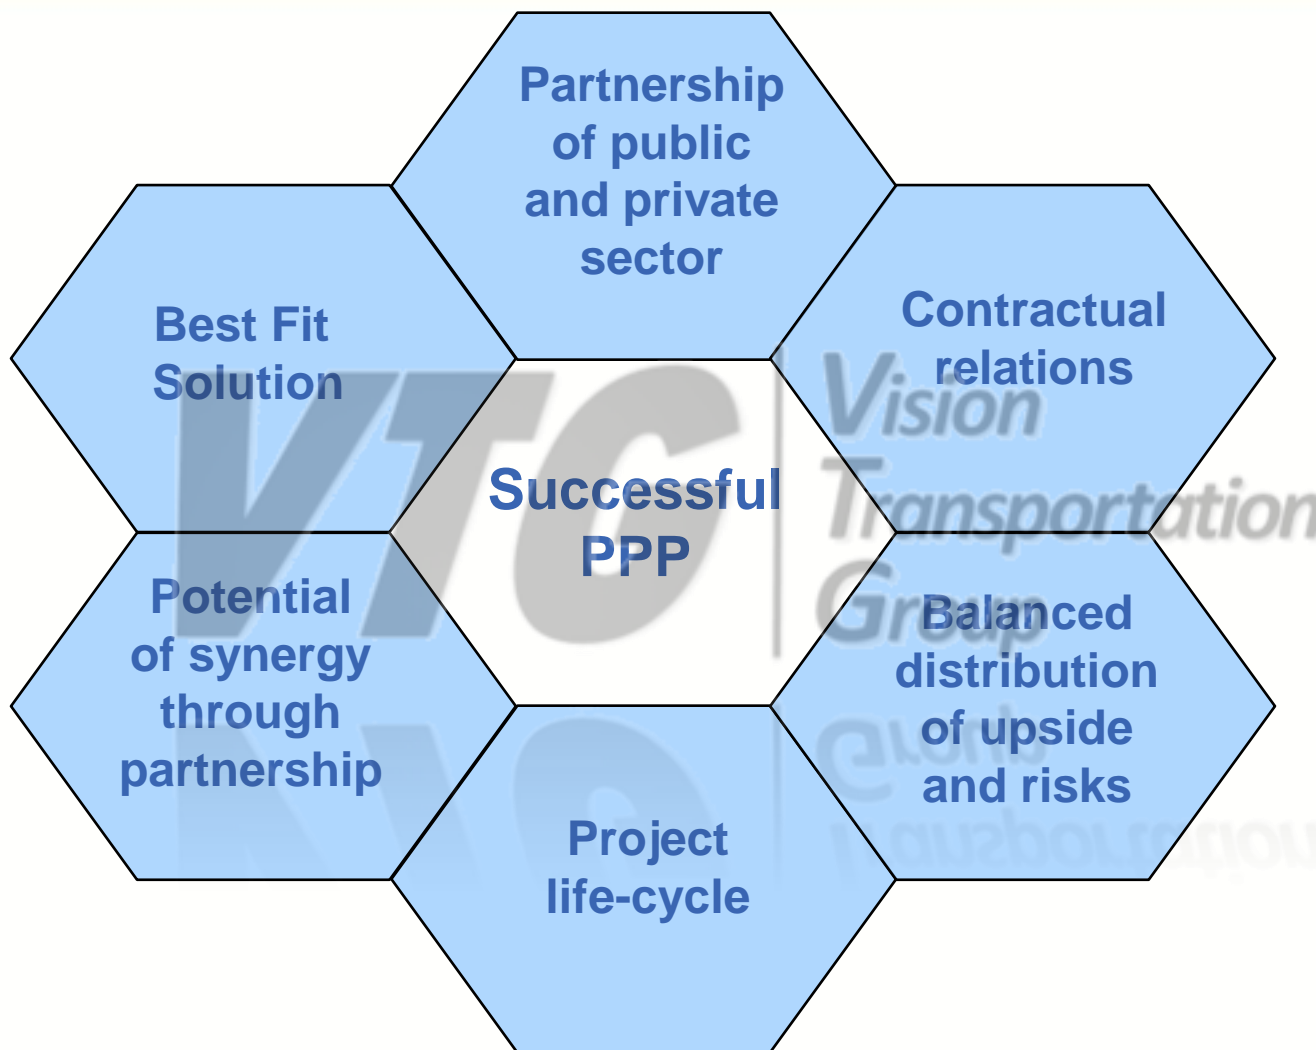 Partnership
of public
and private
sector
Contractual
relations
Best Fit
Solution
VTG
Vision
Transportation
Group
Successful
PPP
Potential
of synergy
through
partnership
Balanced
distribution
of upside
and risks
Project
life-cycle